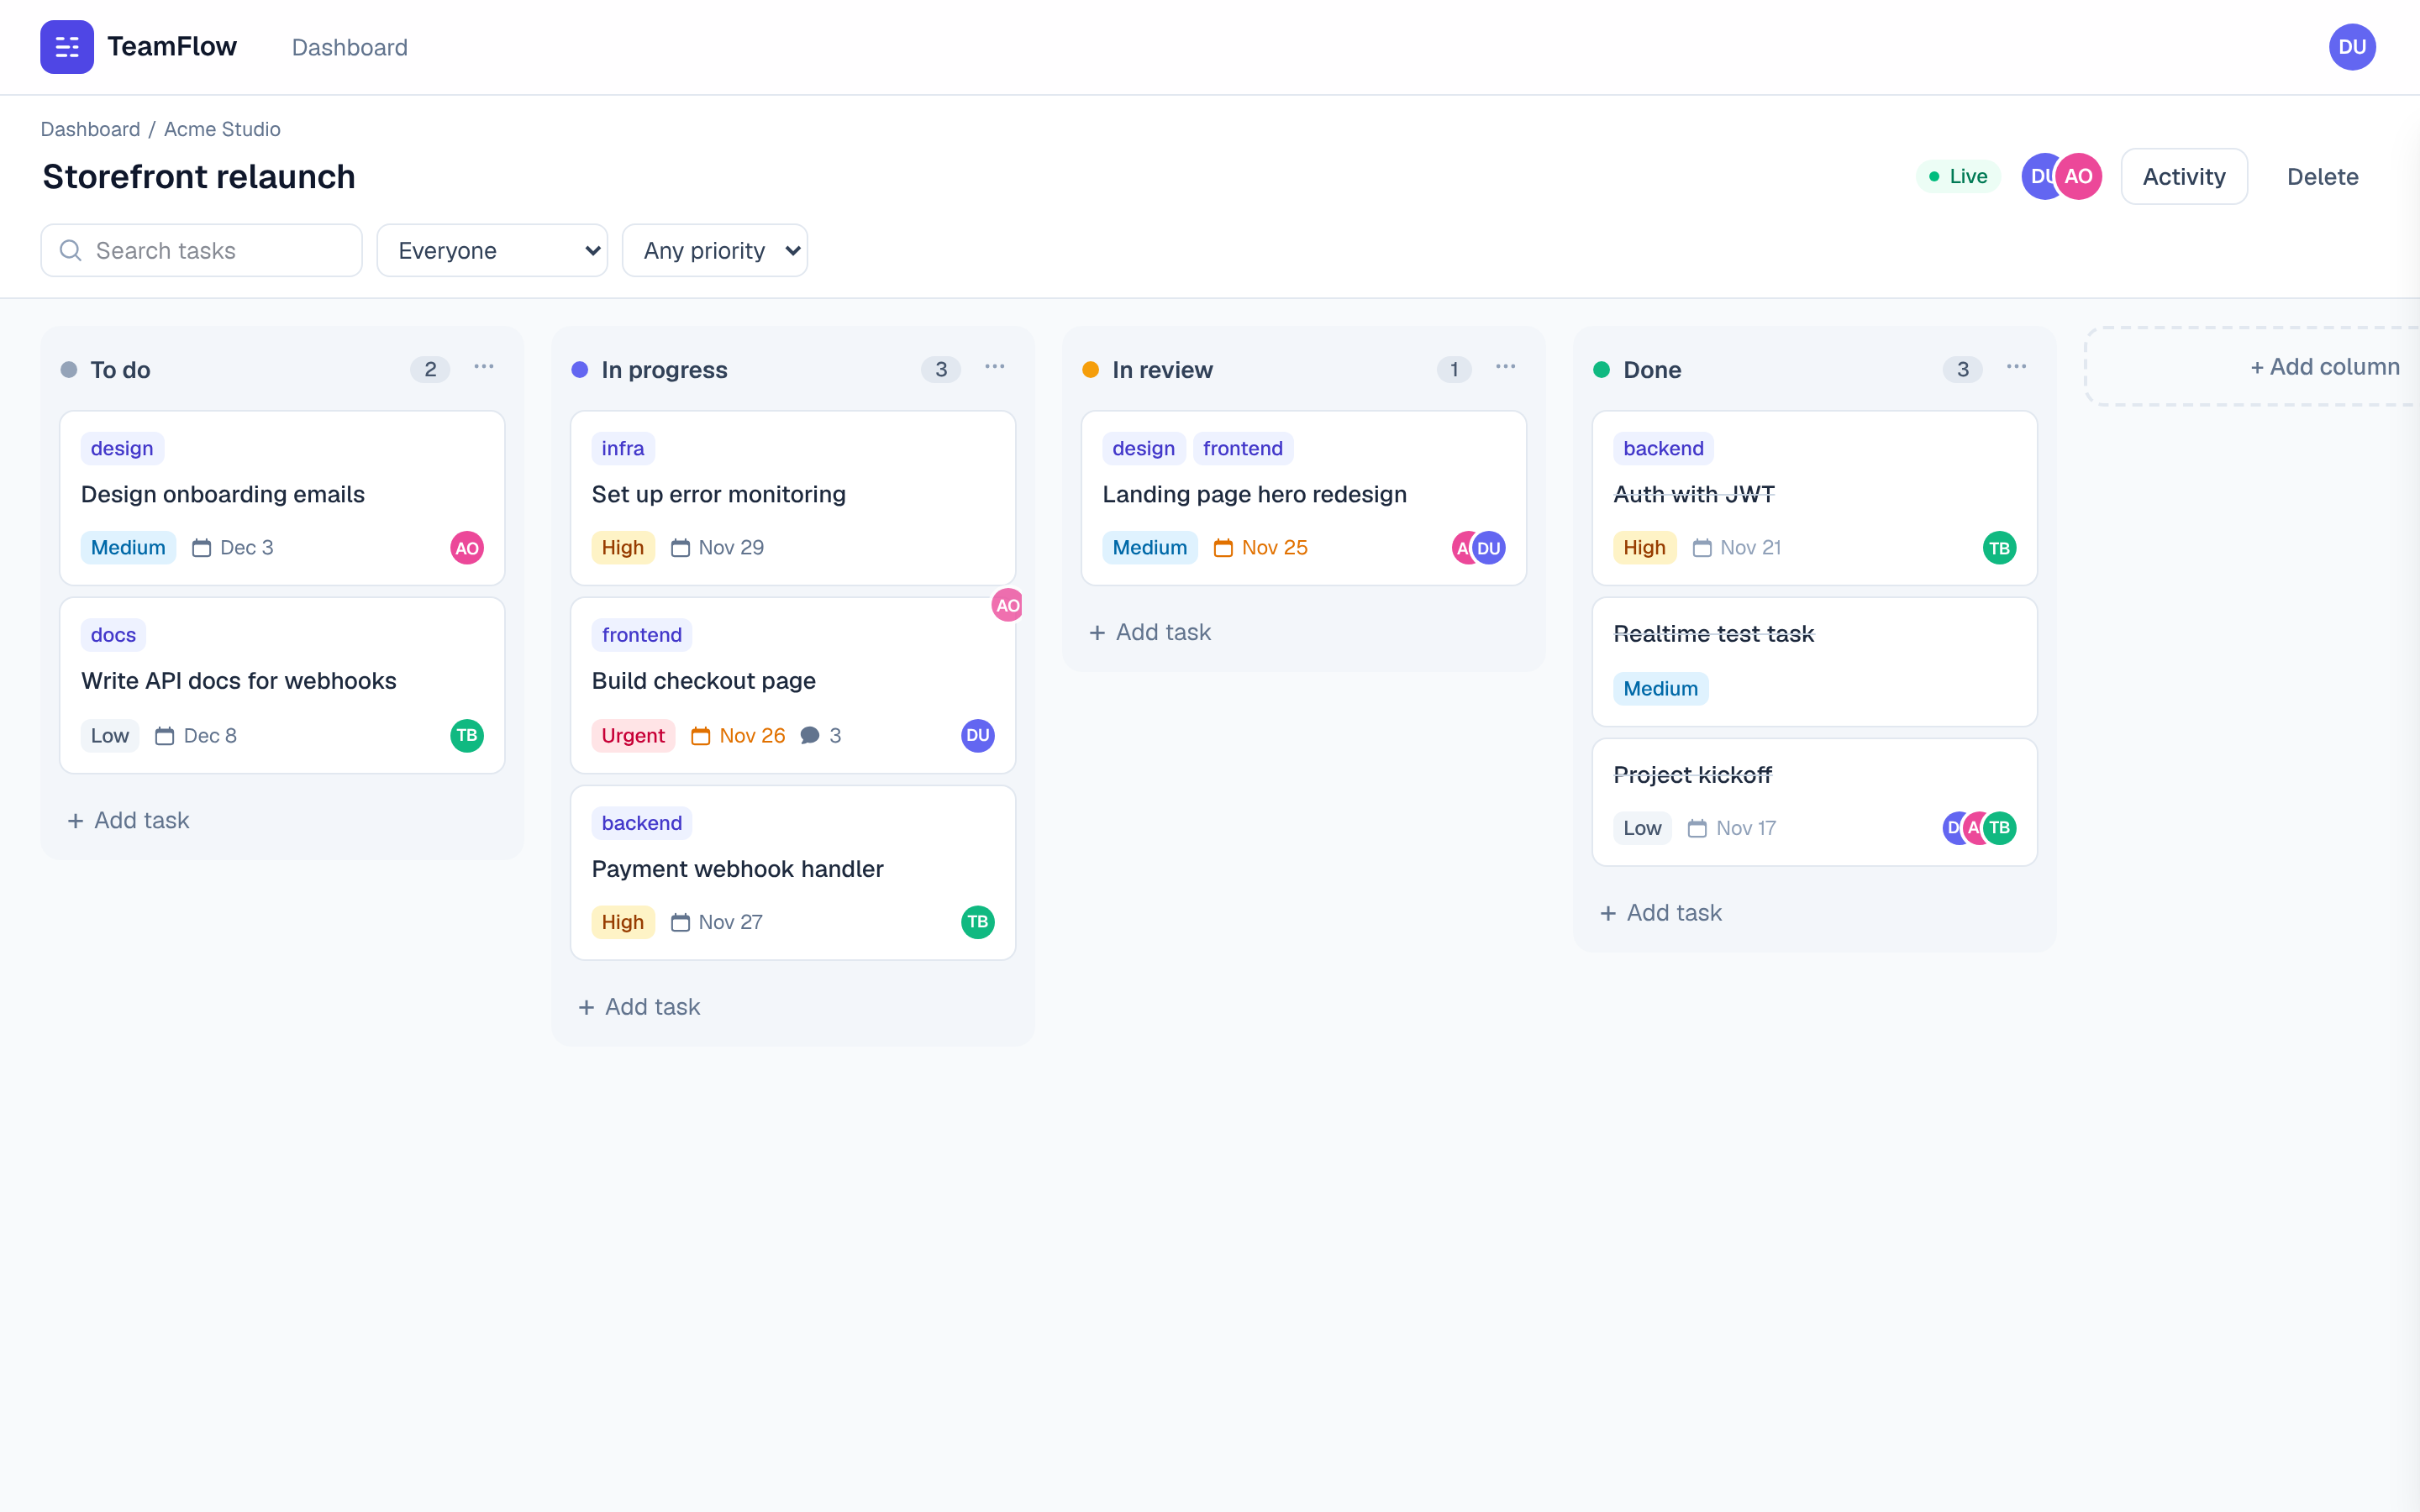 TeamFlow
Dashboard
DU
Dashboard / Acme Studio
Storefront relaunch
Live
DU
AO
Activity
Delete
Search tasks
Everyone
Any priority
To do
2
design
Design onboarding emails
Medium
Dec 3
AO
docs
Write API docs for webhooks
Low
Dec 8
TB
+ Add task
In progress
3
infra
Set up error monitoring
High
Nov 29
AO
frontend
Build checkout page
Urgent
Nov 26
3
DU
backend
Payment webhook handler
High
Nov 27
TB
+ Add task
In review
1
design
frontend
Landing page hero redesign
Medium
Nov 25
A
DU
+ Add task
Done
3
backend
Auth with JWT
High
Nov 21
TB
Realtime test task
Medium
Project kickoff
Low
Nov 17
D
A
TB
+ Add task
+ Add column